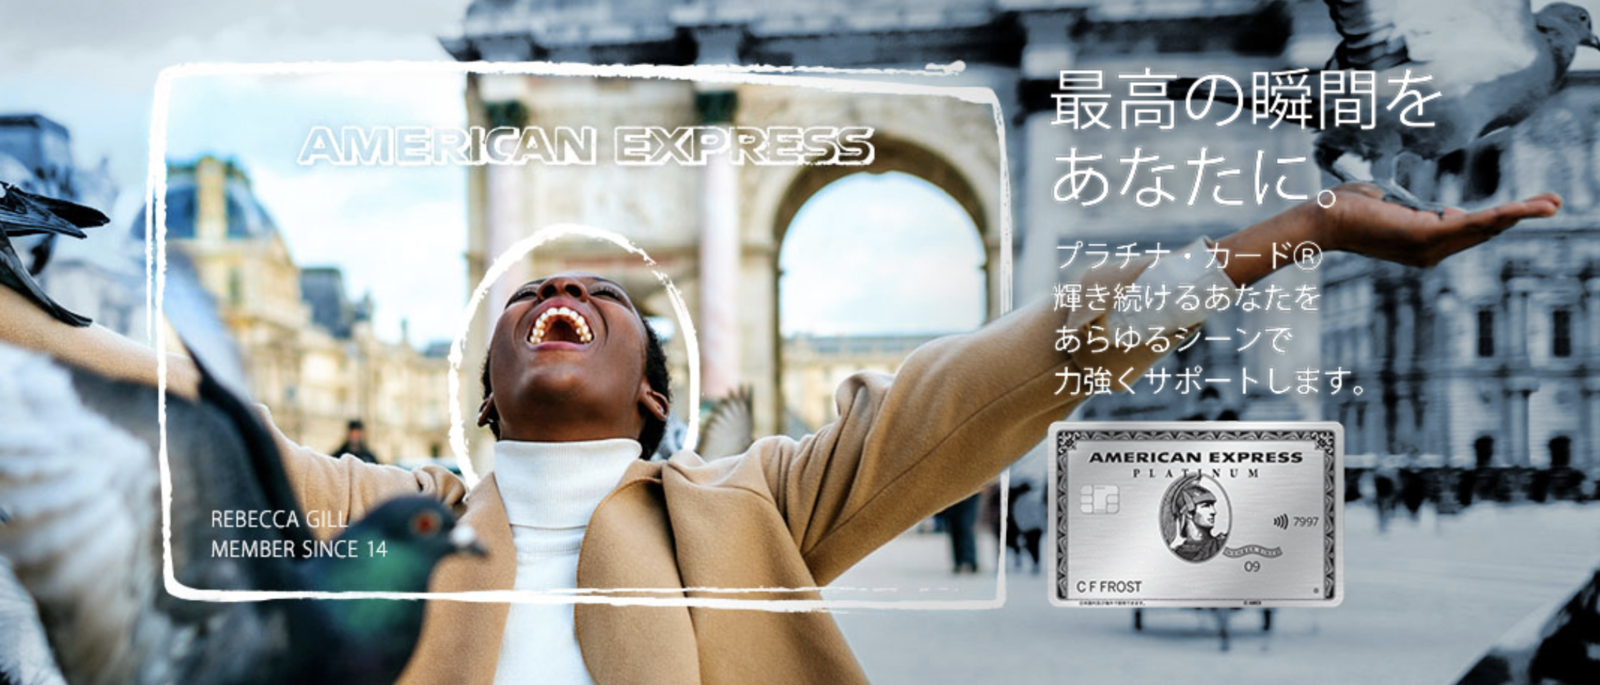 AMERICAN EXPRESS
REBECCA GILL
MEMBER SINCE 14
最高の瞬間を
あなたに。
プラチナ・カード®
輝き続けるあなたを
あらゆるシーンで
力強くサポートします。
AMERICAN EXPRESS
PLATINUM
7997
MEMBER SINCE
09
C F FROST